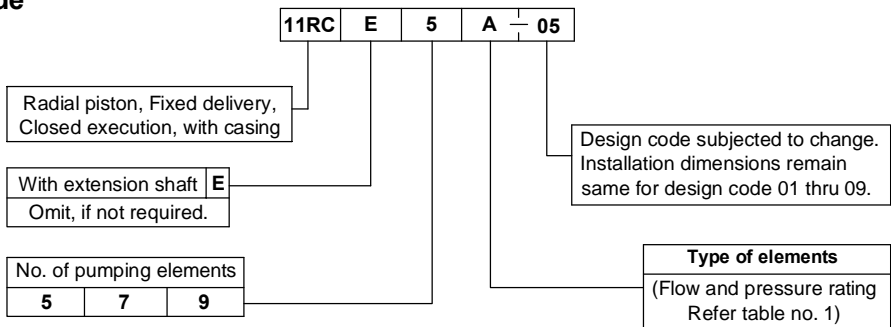 de
11RC E 5 A – 05
Radial piston, Fixed delivery,
Closed execution, with casing
With extension shaft E
Omit, if not required.
No. of pumping elements
5 7 9
Design code subjected to change.
Installation dimensions remain
same for design code 01 thru 09.
Type of elements
(Flow and pressure rating
Refer table no. 1)